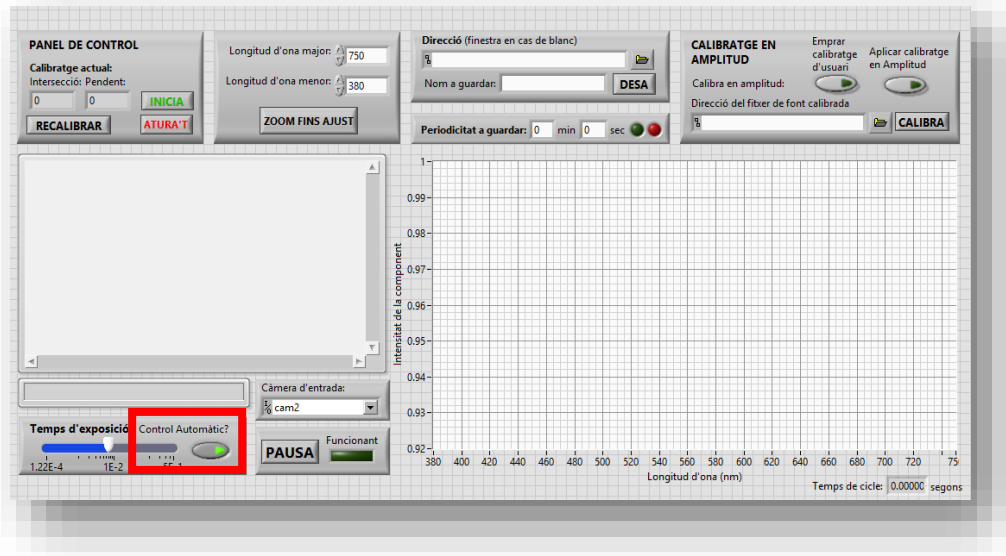 PANEL DE CONTROL
Calibratge actual:
Intersecció: Pendent:
0 0 INICIA
RECALIBRAR ATURA'T
Longitud d'ona major: 750
Longitud d'ona menor: 380
ZOOM FINS AJUST
Direcció (finestra en cas de blanc)
Nom a guardar: DESA
Periodicitat a guardar: 0 min 0 sec
CALIBRATGE EN
AMPLITUD
Emprar
calibratge
d'usuari
Aplicar calibratge
en Amplitud
Calibra en amplitud:
Direcció del fitxer de font calibrada
CALIBRA
Càmera d'entrada:
cam2
Temps d'exposició Control Automàtic?
1.22E-4 1E-2 5E-1
PAUSA
Funcionant
Intensitat de la component
1
0.99
0.98
0.97
0.96
0.95
0.94
0.93
0.92
380 400 420 440 460 480 500 520 540 560 580 600 620 640 660 680 700 720 75
Longitud d'ona (nm)
Temps de cicle: 0.00000 segons